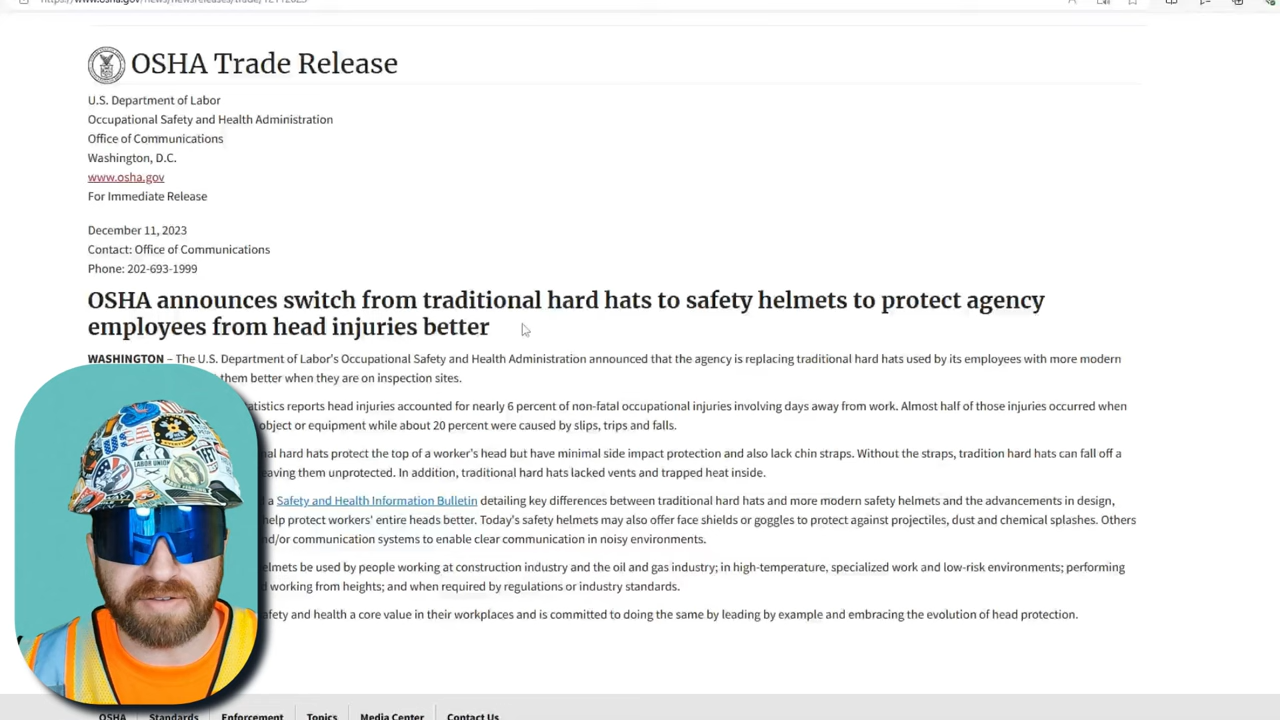 OSHA Trade Release
U.S. Department of Labor
Occupational Safety and Health Administration
Office of Communications
Washington, D.C.
www.osha.gov
For Immediate Release
December 11, 2023
Contact: Office of Communications
Phone: 202-693-1999
OSHA announces switch from traditional hard hats to safety helmets to protect agency
employees from head injuries better
WASHINGTON – The U.S. Department of Labor's Occupational Safety and Health Administration announced that the agency is replacing traditional hard hats used by its employees with more modern
them better when they are on inspection sites.
reports head injuries accounted for nearly 6 percent of non-fatal occupational injuries involving days away from work. Almost half of those injuries occurred when
object or equipment while about 20 percent were caused by slips, trips and falls.
hard hats protect the top of a worker's head but have minimal side impact protection and also lack chin straps. Without the straps, tradition hard hats can fall off a
leaving them unprotected. In addition, traditional hard hats lacked vents and trapped heat inside.
a Safety and Health Information Bulletin detailing key differences between traditional hard hats and more modern safety helmets and the advancements in design,
help protect workers' entire heads better. Today's safety helmets may also offer face shields or goggles to protect against projectiles, dust and chemical splashes. Others
communication systems to enable clear communication in noisy environments.
be used by people working at construction industry and the oil and gas industry; in high-temperature, specialized work and low-risk environments; performing
working from heights; and when required by regulations or industry standards.
and health a core value in their workplaces and is committed to doing the same by leading by example and embracing the evolution of head protection.
LABOR UNION
YETI
OSHA Standards Enforcement Topics Media Center Contact Us